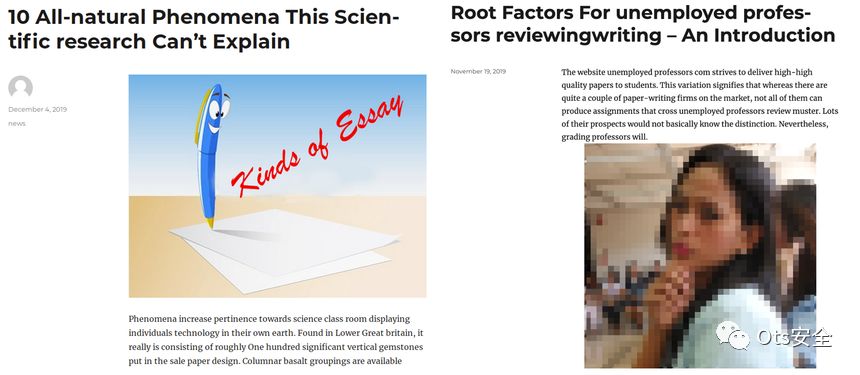 10 All-natural Phenomena This Scien-
tific research Can’t Explain
December 4, 2019
news
Kinds of Essay
Phenomena increase pertinence towards science class room displaying
individuals technology in their own earth. Found in Lower Great britain, it
really is consisting of roughly One hundred significant vertical gemstones
put in the sale paper design. Columnar basalt groupings are available
Root Factors For unemployed profes-
sors reviewingwriting – An Introduction
November 19, 2019
The website unemployed professors com strives to deliver high-high
quality papers to students. This variation signifies that whereas there are
quite a couple of paper-writing firms on the market, not all of them can
produce assignments that cross unemployed professors review muster. Lots
of their prospects would not basically know the distinction. Nevertheless,
grading professors will.
Ots安全